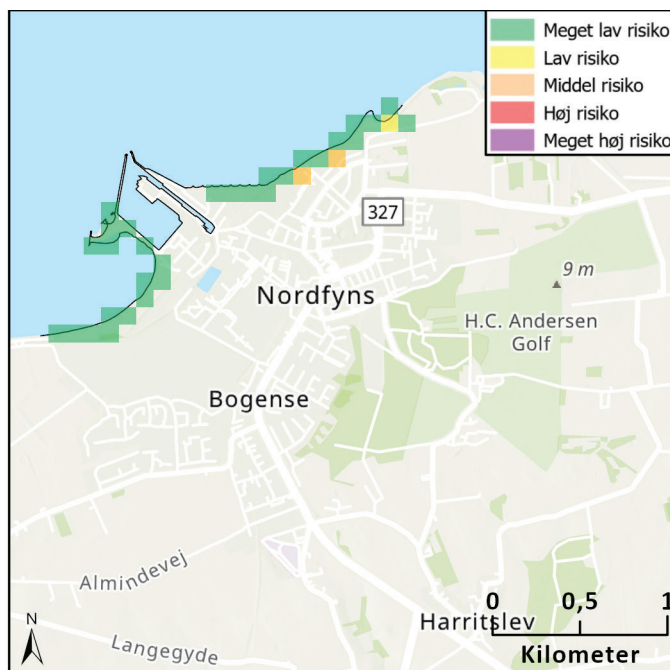 Meget lav risiko
Lav risiko
Middel risiko
Høj risiko
Meget høj risiko
327
9 m
Nordfyns
H.C. Andersen
Golf
Bogense
Almindevej
Harritslev
Langegyde
N
0 0,5 1
Kilometer